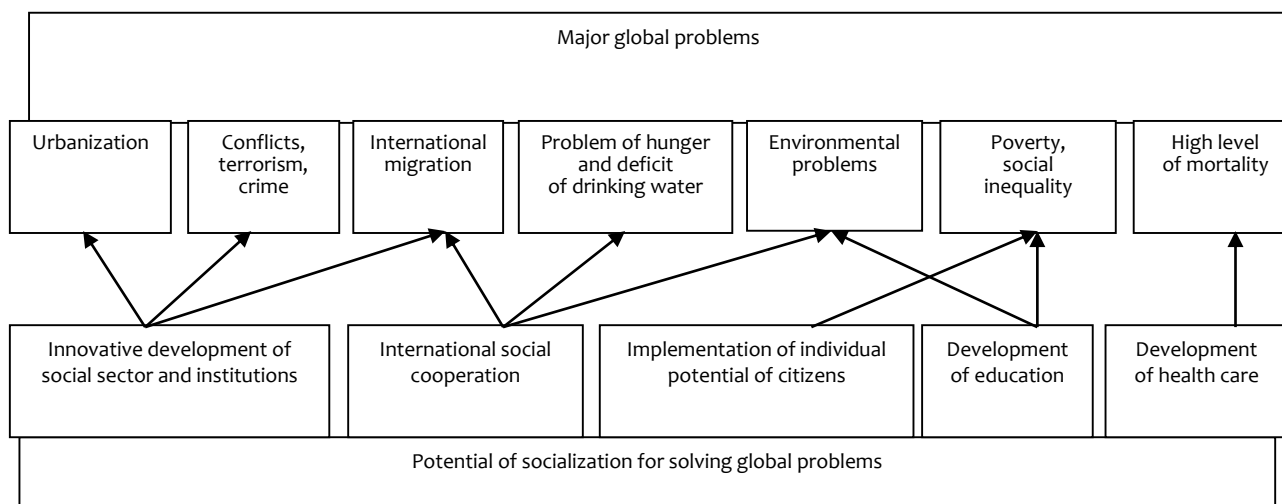 Major global problems
Urbanization
Conflicts,
terrorism,
crime
International
migration
Problem of hunger
and deficit
of drinking water
Environmental
problems
Poverty,
social
inequality
High level
of mortality
Innovative development of
social sector and institutions
International social
cooperation
Implementation of individual
potential of citizens
Development
of education
Development
of health care
Potential of socialization for solving global problems